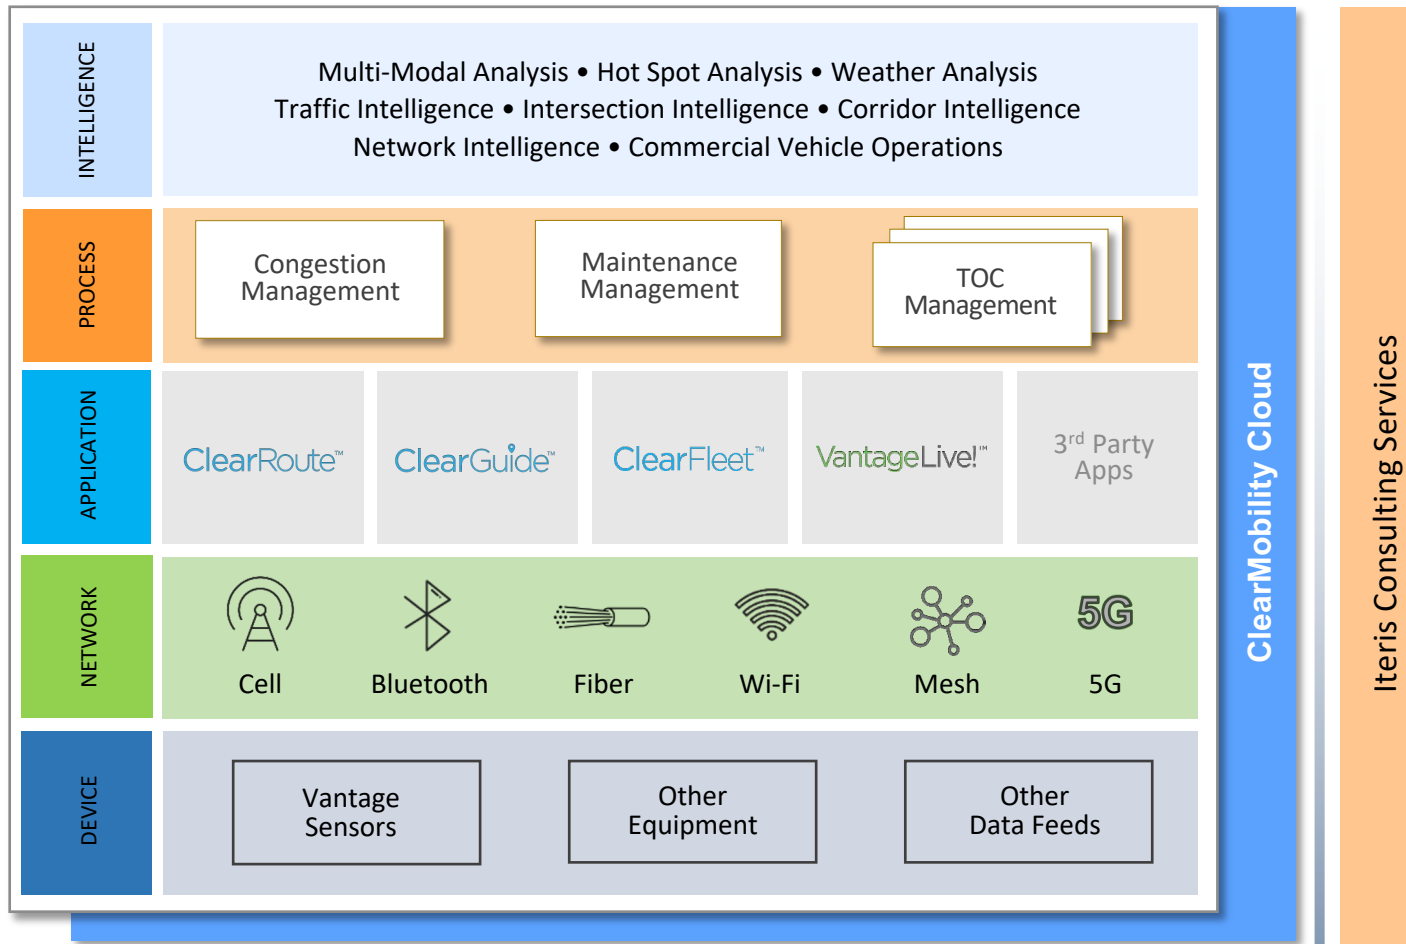 INTELLIGENCE
Multi-Modal Analysis • Hot Spot Analysis • Weather Analysis
Traffic Intelligence • Intersection Intelligence • Corridor Intelligence
Network Intelligence • Commercial Vehicle Operations
PROCESS
Congestion
Management
Maintenance
Management
TOC
Management
APPLICATION
ClearRoute™
ClearGuide™
ClearFleet™
VantageLive!™
3rd Party
Apps
NETWORK
5G
Cell
Bluetooth
Fiber
Wi-Fi
Mesh
5G
DEVICE
Vantage
Sensors
Other
Equipment
Other
Data Feeds
ClearMobility Cloud
Iteris Consulting Services